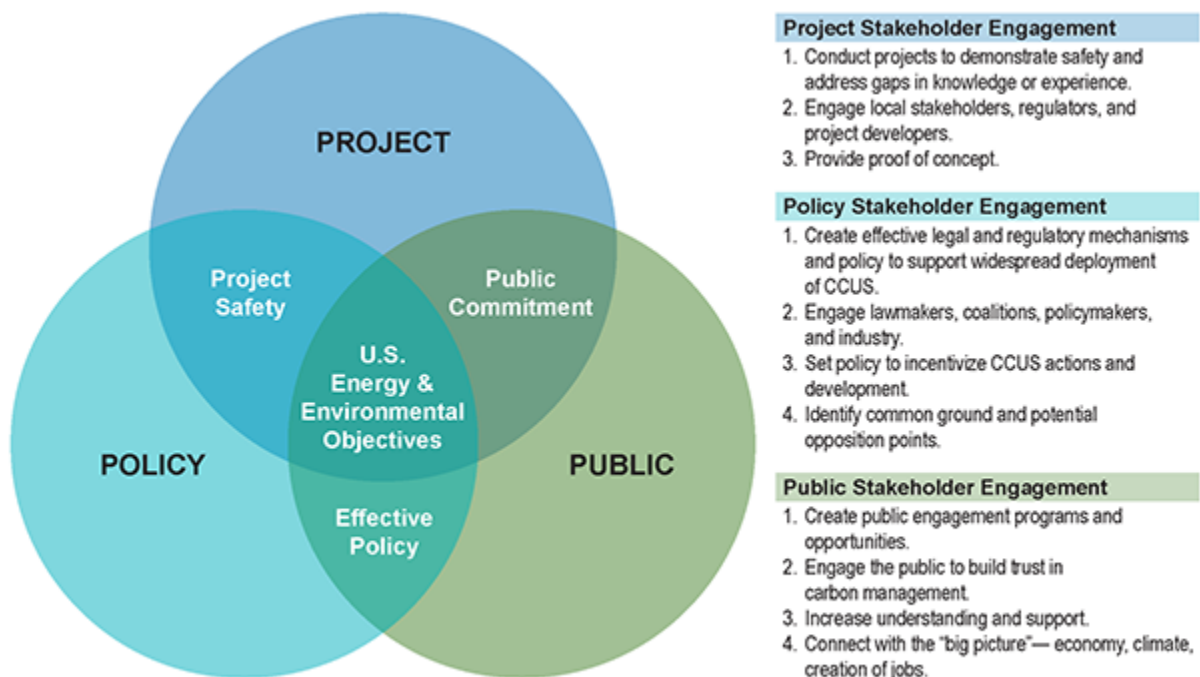 PROJECT
Project
Safety
Public
Commitment
U.S.
Energy &
Environmental
Objectives
POLICY
PUBLIC
Effective
Policy
Project Stakeholder Engagement
1. Conduct projects to demonstrate safety and
address gaps in knowledge or experience.
2. Engage local stakeholders, regulators, and
project developers.
3. Provide proof of concept.
Policy Stakeholder Engagement
1. Create effective legal and regulatory mechanisms
and policy to support widespread deployment
of CCUS.
2. Engage lawmakers, coalitions, policymakers,
and industry.
3. Set policy to incentivize CCUS actions and
development.
4. Identify common ground and potential
opposition points.
Public Stakeholder Engagement
1. Create public engagement programs and
opportunities.
2. Engage the public to build trust in
carbon management.
3. Increase understanding and support.
4. Connect with the “big picture”— economy, climate,
creation of jobs.